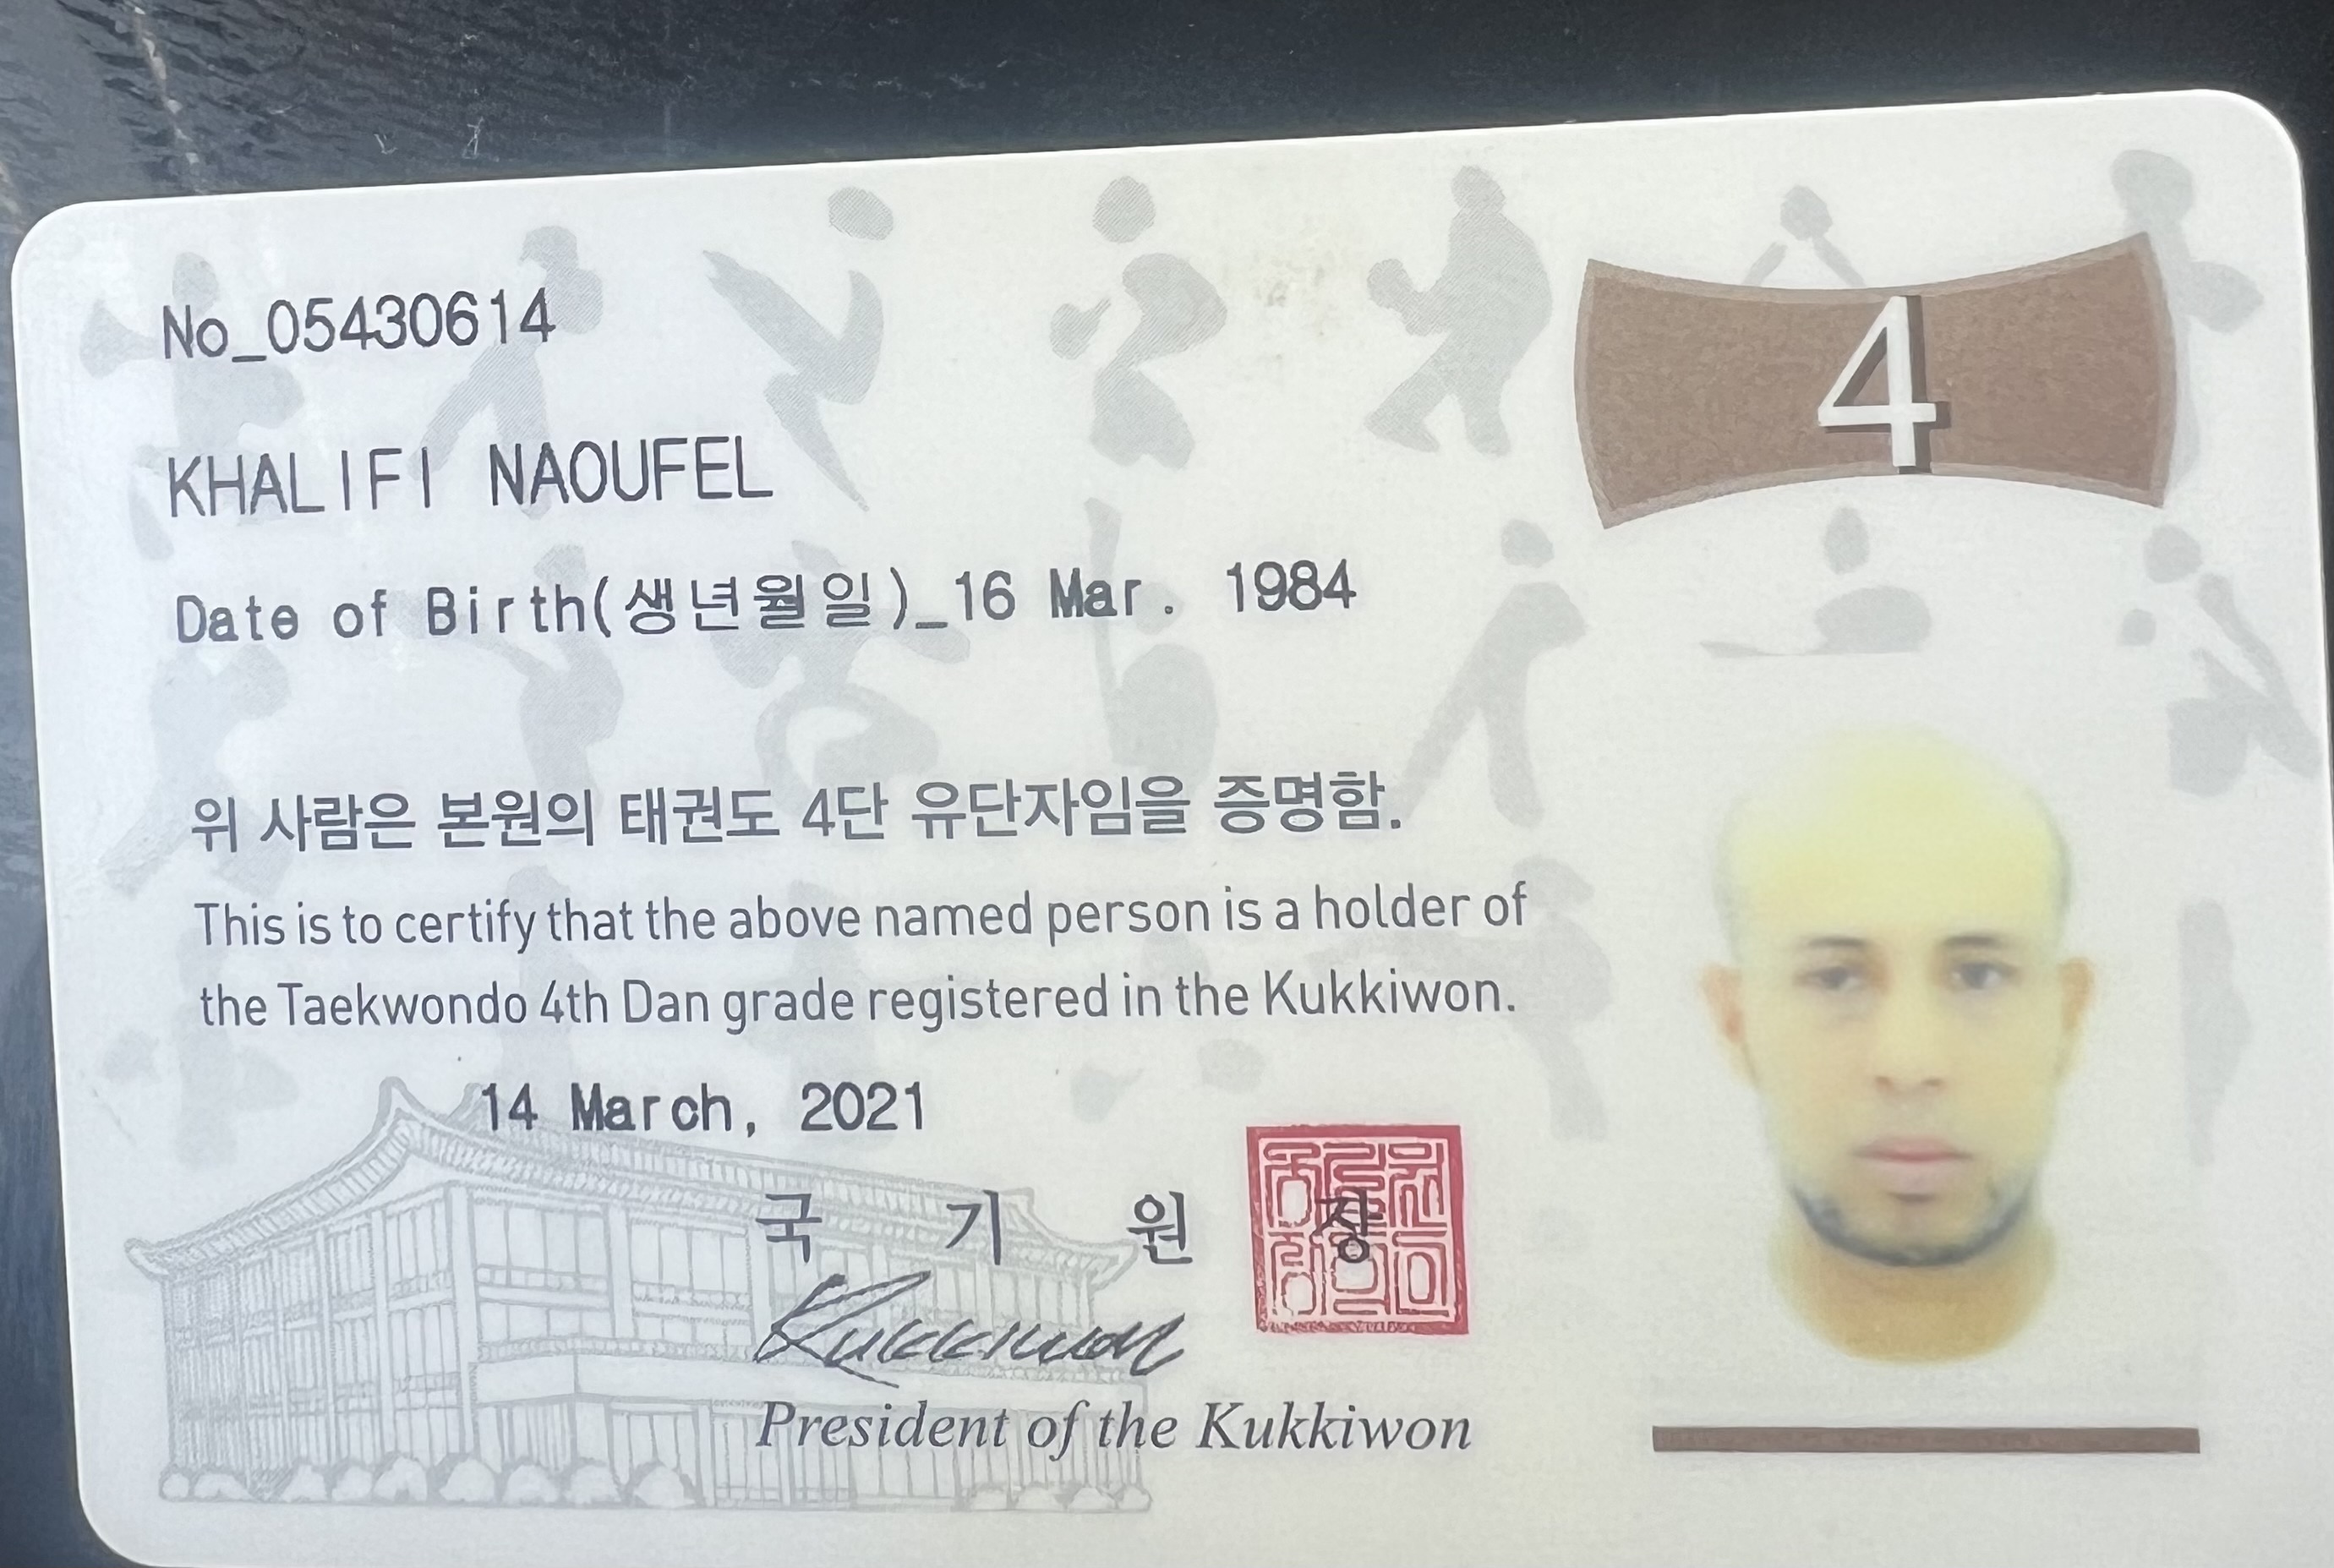 No_05430614
4
KHALIFI NAOUFEL
Date of Birth(생년월일)_16 Mar. 1984
위 사람은 본원의 태권도 4단 유단자임을 증명함.
This is to certify that the above named person is a holder of
the Taekwondo 4th Dan grade registered in the Kukkiwon.
14 March, 2021
국 기 원 장
Kukkiwon
President of the Kukkiwon